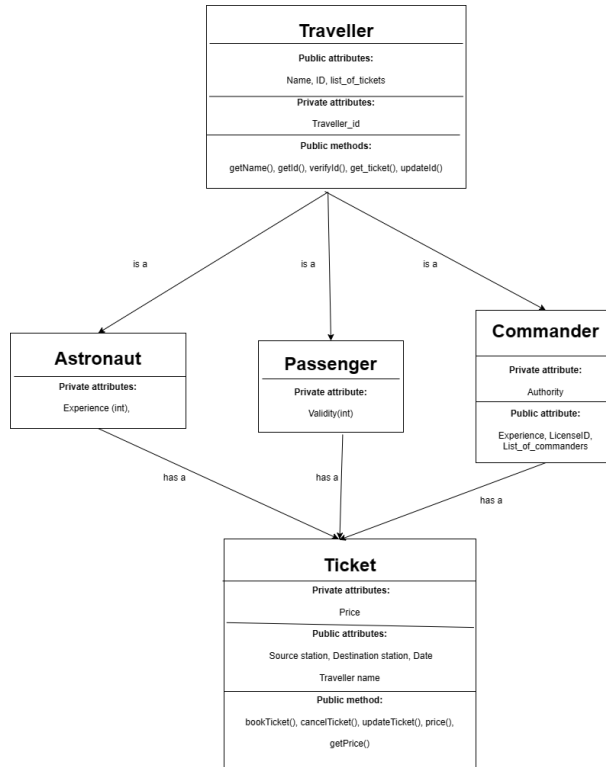 Traveller
Public attributes:
Name, ID, list_of_tickets
Private attributes:
Traveller_id
Public methods:
getName(), getId(), verifyId(), get_ticket(), updateId()
is a
is a
is a
Astronaut
Private attributes:
Experience (int),
Passenger
Private attribute:
Validity(int)
Commander
Private attribute:
Authority
Public attribute:
Experience, LicenseID,
List_of_commanders
has a
has a
has a
Ticket
Private attributes:
Price
Public attributes:
Source station, Destination station, Date
Traveller name
Public method:
bookTicket(), cancelTicket(), updateTicket(), price(),
getPrice()